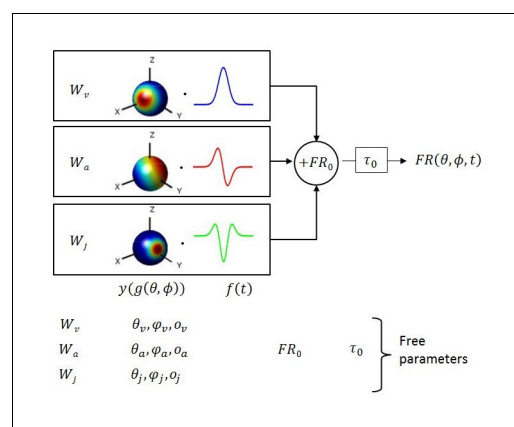 Z
W_v
X
Y
Z
W_a
+FR_0
τ_0
FR(θ, ϕ, t)
X
Y
Z
W_j
X
Y
y(g(θ, ϕ))
f(t)
W_v
θ_v, φ_v, o_v
W_a
θ_a, φ_a, o_a
FR_0
τ_0
Free
parameters
W_j
θ_j, φ_j, o_j